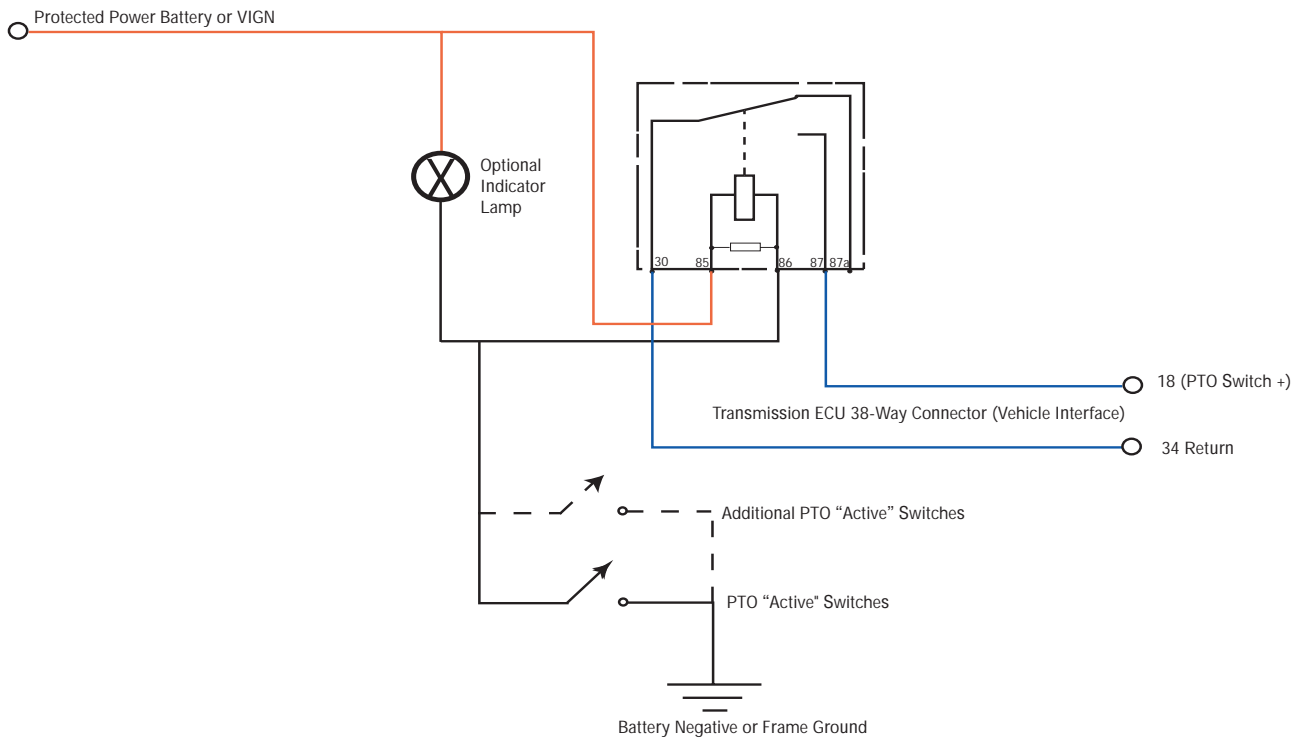 Protected Power Battery or VIGN
Optional
Indicator
Lamp
30
85
86
87
87a
18 (PTO Switch +)
Transmission ECU 38-Way Connector (Vehicle Interface)
34 Return
Additional PTO “Active” Switches
PTO “Active" Switches
Battery Negative or Frame Ground